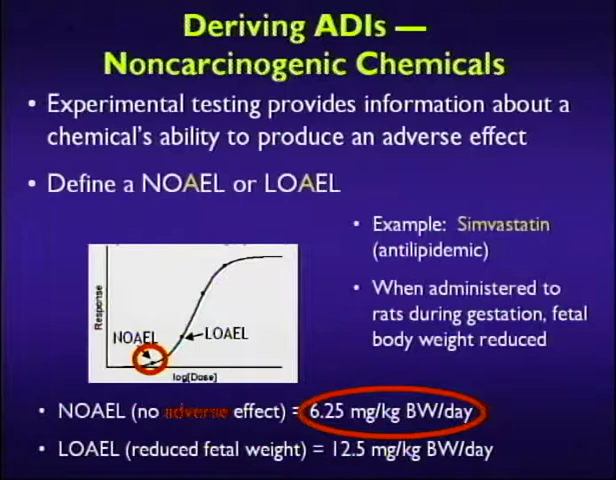 Deriving ADIs —
Noncarcinogenic Chemicals
• Experimental testing provides information about a
chemical's ability to produce an adverse effect
• Define a NOAEL or LOAEL
• Example: Simvastatin
(antilipidemic)
• When administered to
rats during gestation, fetal
body weight reduced
Response
NOAEL
LOAEL
log[Dose]
• NOAEL (no adverse effect) = 6.25 mg/kg BW/day
• LOAEL (reduced fetal weight) = 12.5 mg/kg BW/day